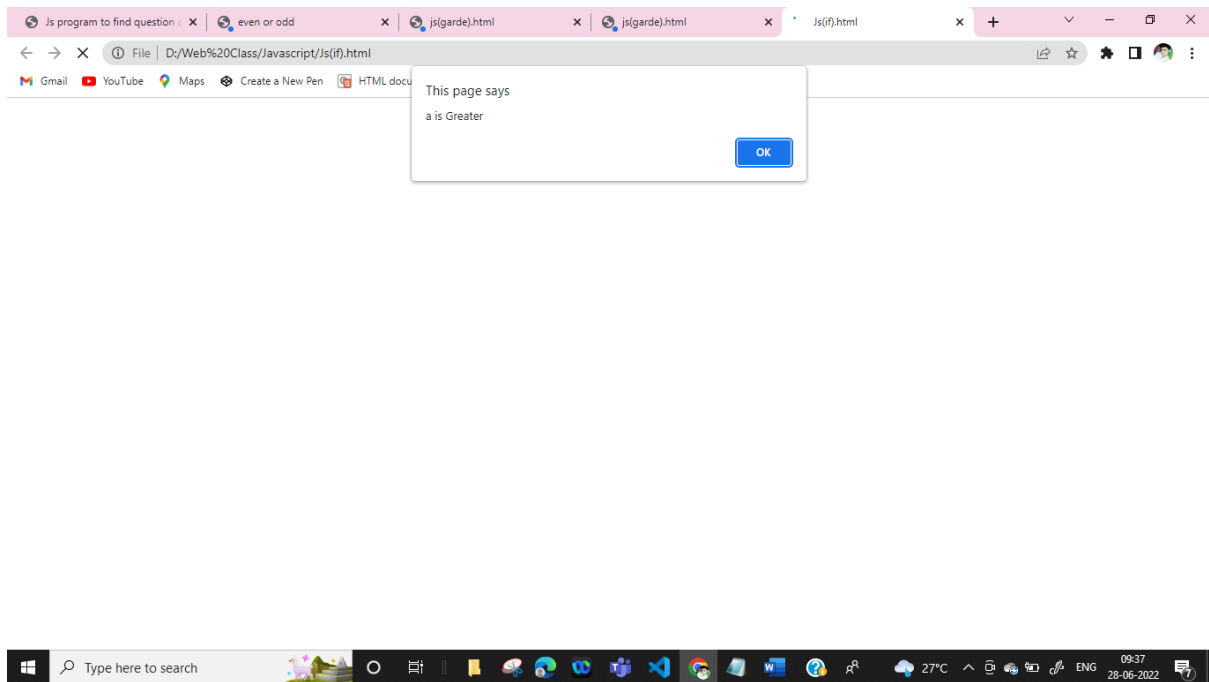 Js program to find question
even or odd
js(garde).html
js(garde).html
Js(if).html
File | D:/Web%20Class/Javascript/Js(if).html
Gmail YouTube Maps Create a New Pen HTML docu
This page says
a is Greater
OK
Type here to search
27°C ENG
09:37
28-06-2022
7